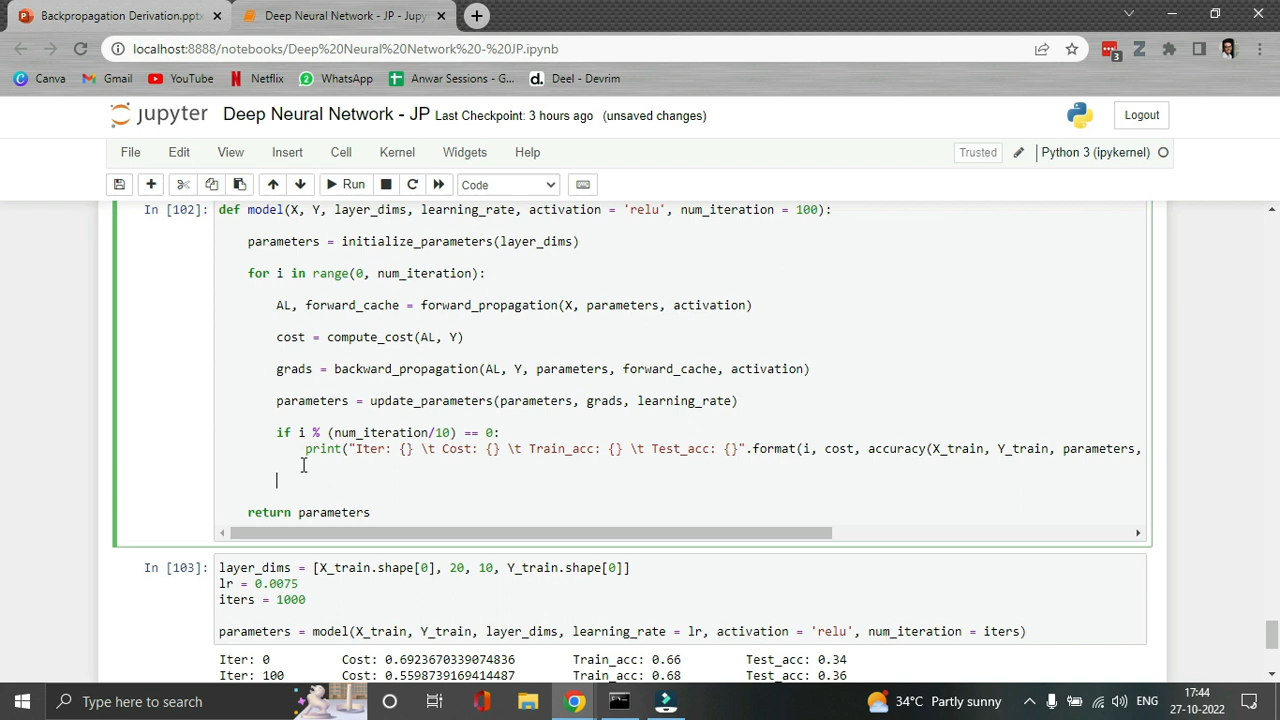 Backpropagation Derivation.pptx
Deep Neural Network - JP - Jupy
localhost:8888/notebooks/Deep%20Neural%20Network%20-%20JP.ipynb
3
Canva Gmail YouTube Netflix WhatsApp Anwar Sessions - G... Deel - Devrim
jupyter Deep Neural Network - JP Last Checkpoint: 3 hours ago (unsaved changes) Logout
File Edit View Insert Cell Kernel Widgets Help Trusted Python 3 (ipykernel)
Run Code
In [102]: def model(X, Y, layer_dims, learning_rate, activation = 'relu', num_iteration = 100):
parameters = initialize_parameters(layer_dims)
for i in range(0, num_iteration):
AL, forward_cache = forward_propagation(X, parameters, activation)
cost = compute_cost(AL, Y)
grads = backward_propagation(AL, Y, parameters, forward_cache, activation)
parameters = update_parameters(parameters, grads, learning_rate)
if i % (num_iteration/10) == 0:
print("Iter: {} \t Cost: {} \t Train_acc: {} \t Test_acc: {}".format(i, cost, accuracy(X_train, Y_train, parameters,
return parameters
In [103]: layer_dims = [X_train.shape[0], 20, 10, Y_train.shape[0]]
lr = 0.0075
iters = 1000
parameters = model(X_train, Y_train, layer_dims, learning_rate = lr, activation = 'relu', num_iteration = iters)
Iter: 0 Cost: 0.6923670339074836 Train_acc: 0.66 Test_acc: 0.34
Iter: 100 Cost: 0.5598739169414487 Train_acc: 0.68 Test_acc: 0.36
Type here to search
34°C Partly sunny
ENG
17:44
27-10-2022